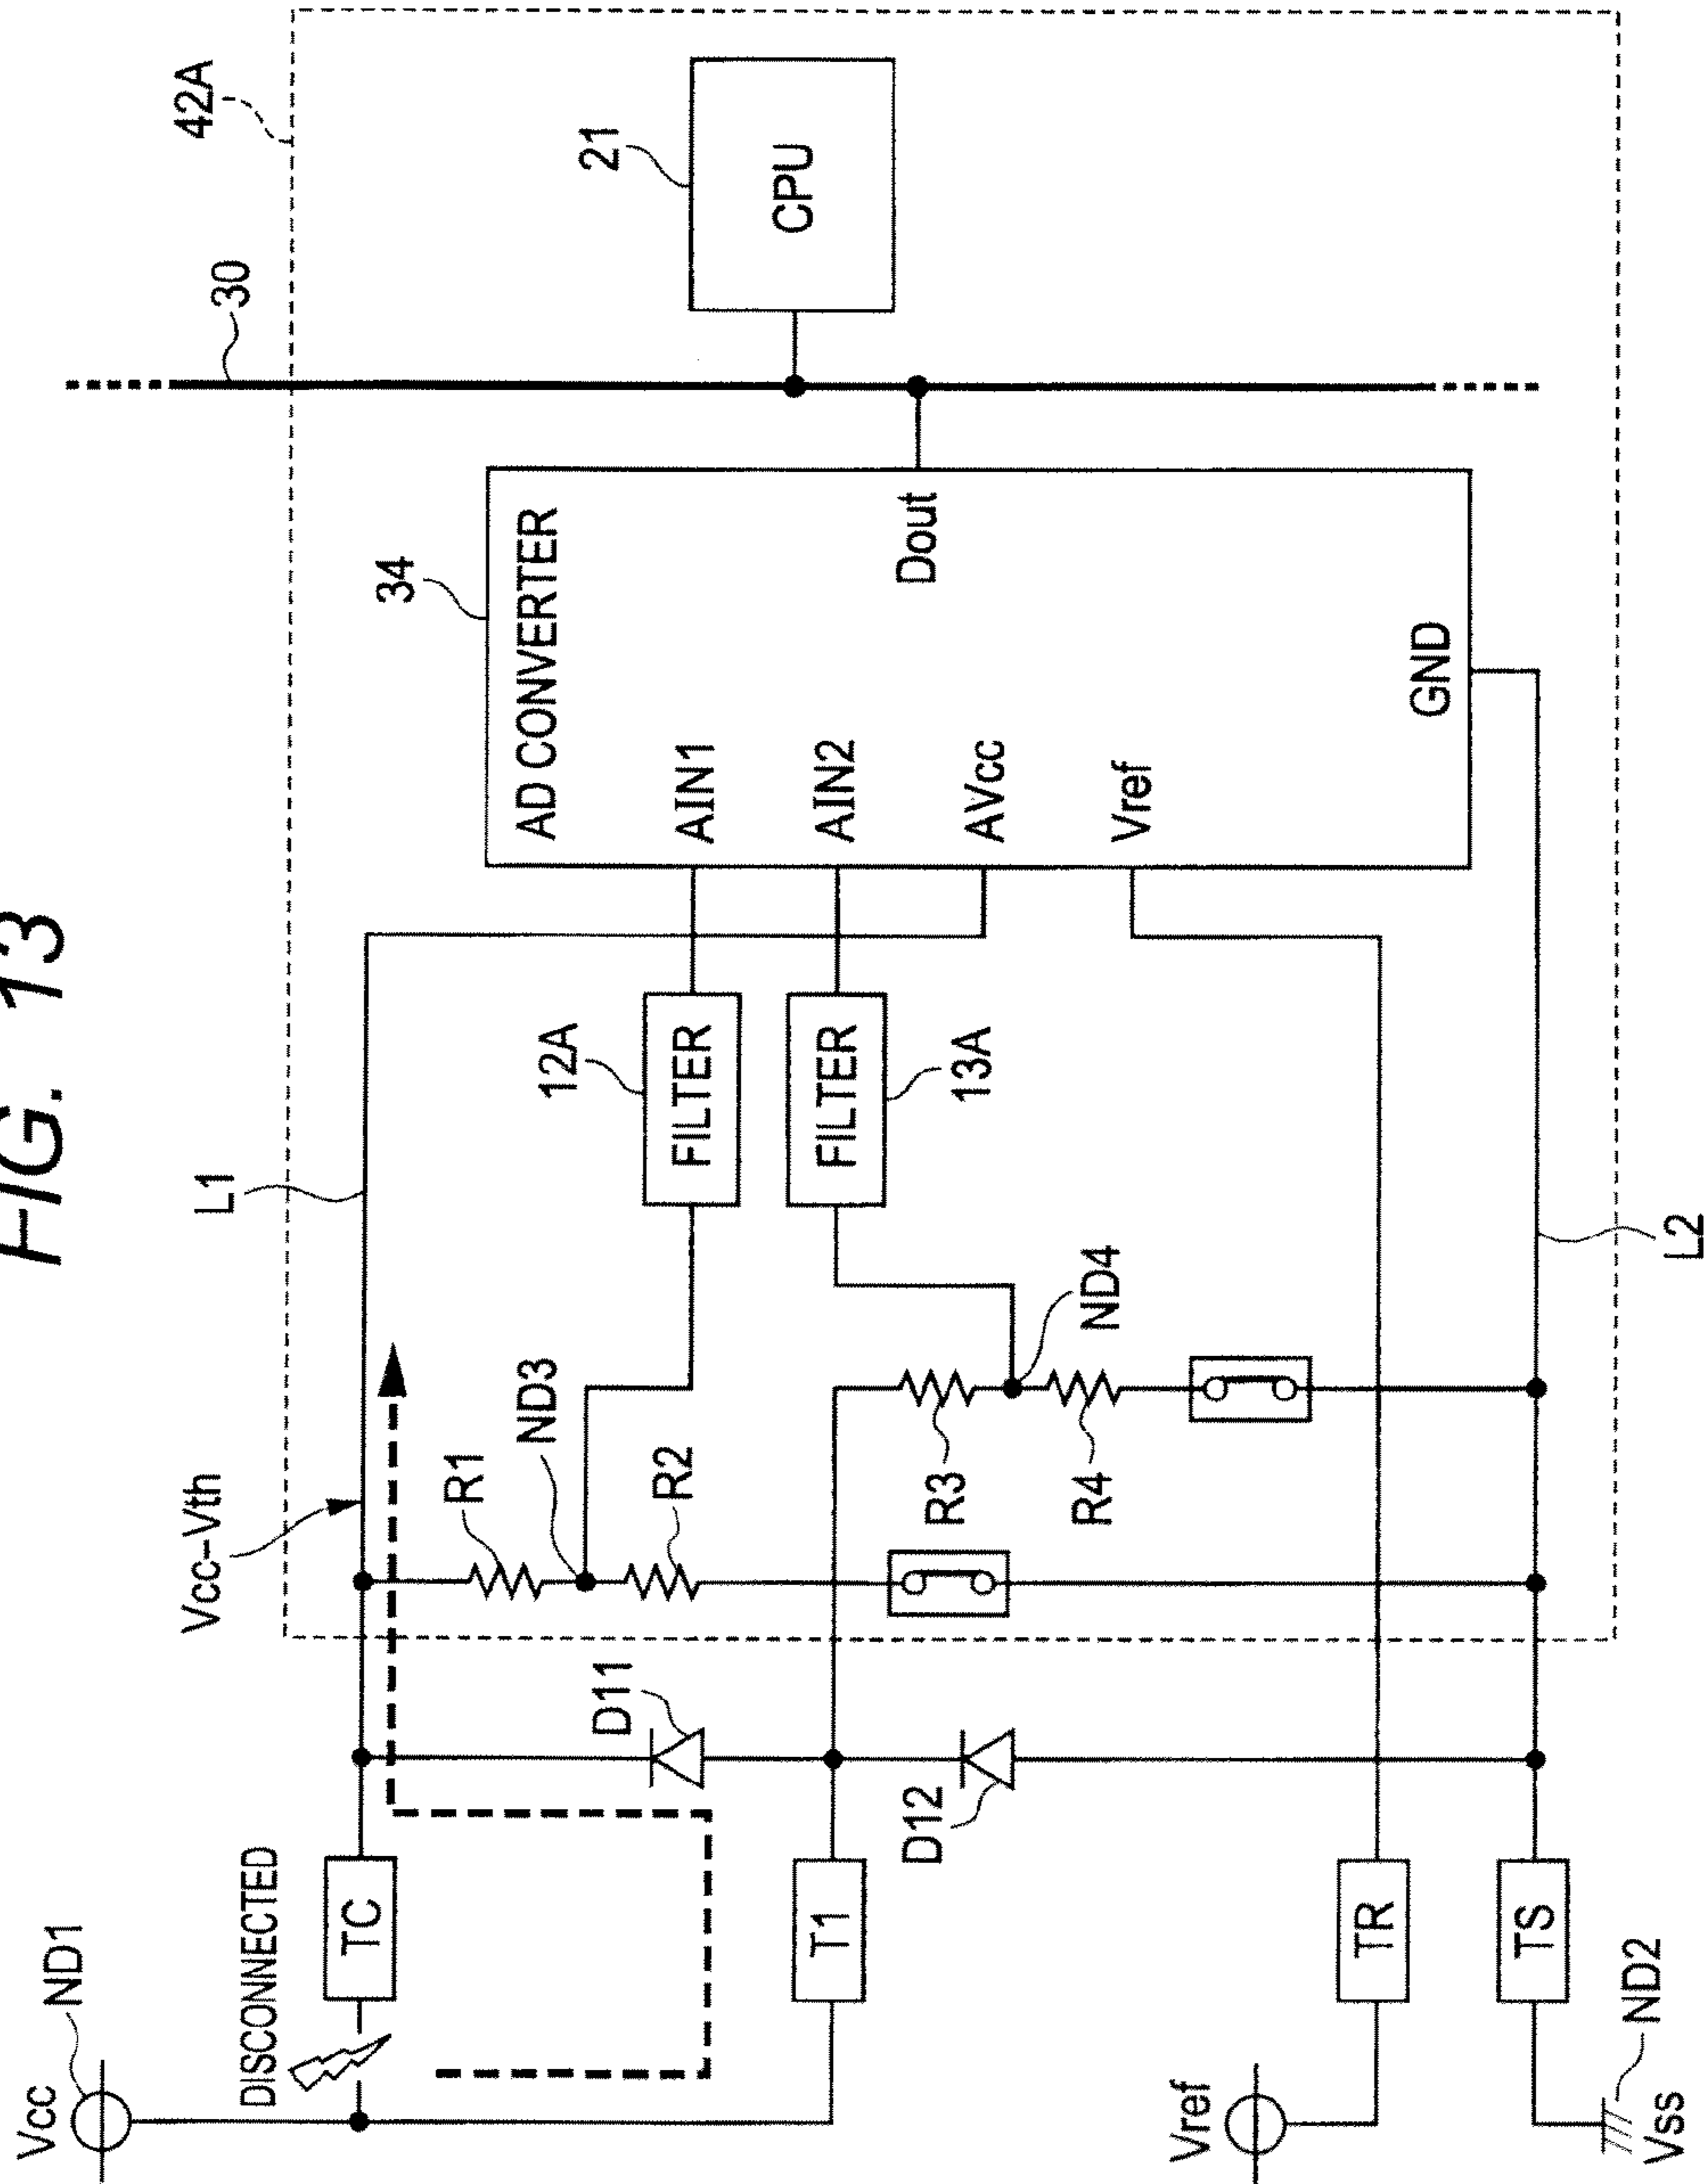 FIG. 13
42A
30
21
CPU
34
AD CONVERTER
AIN1
AIN2
AVcc
Vref
Dout
GND
L1
Vcc-Vth
12A
FILTER
13A
FILTER
R1
ND3
R2
R3
ND4
R4
D11
D12
ND1
Vcc
DISCONNECTED
TC
T1
TR
TS
Vref
ND2
Vss
L2